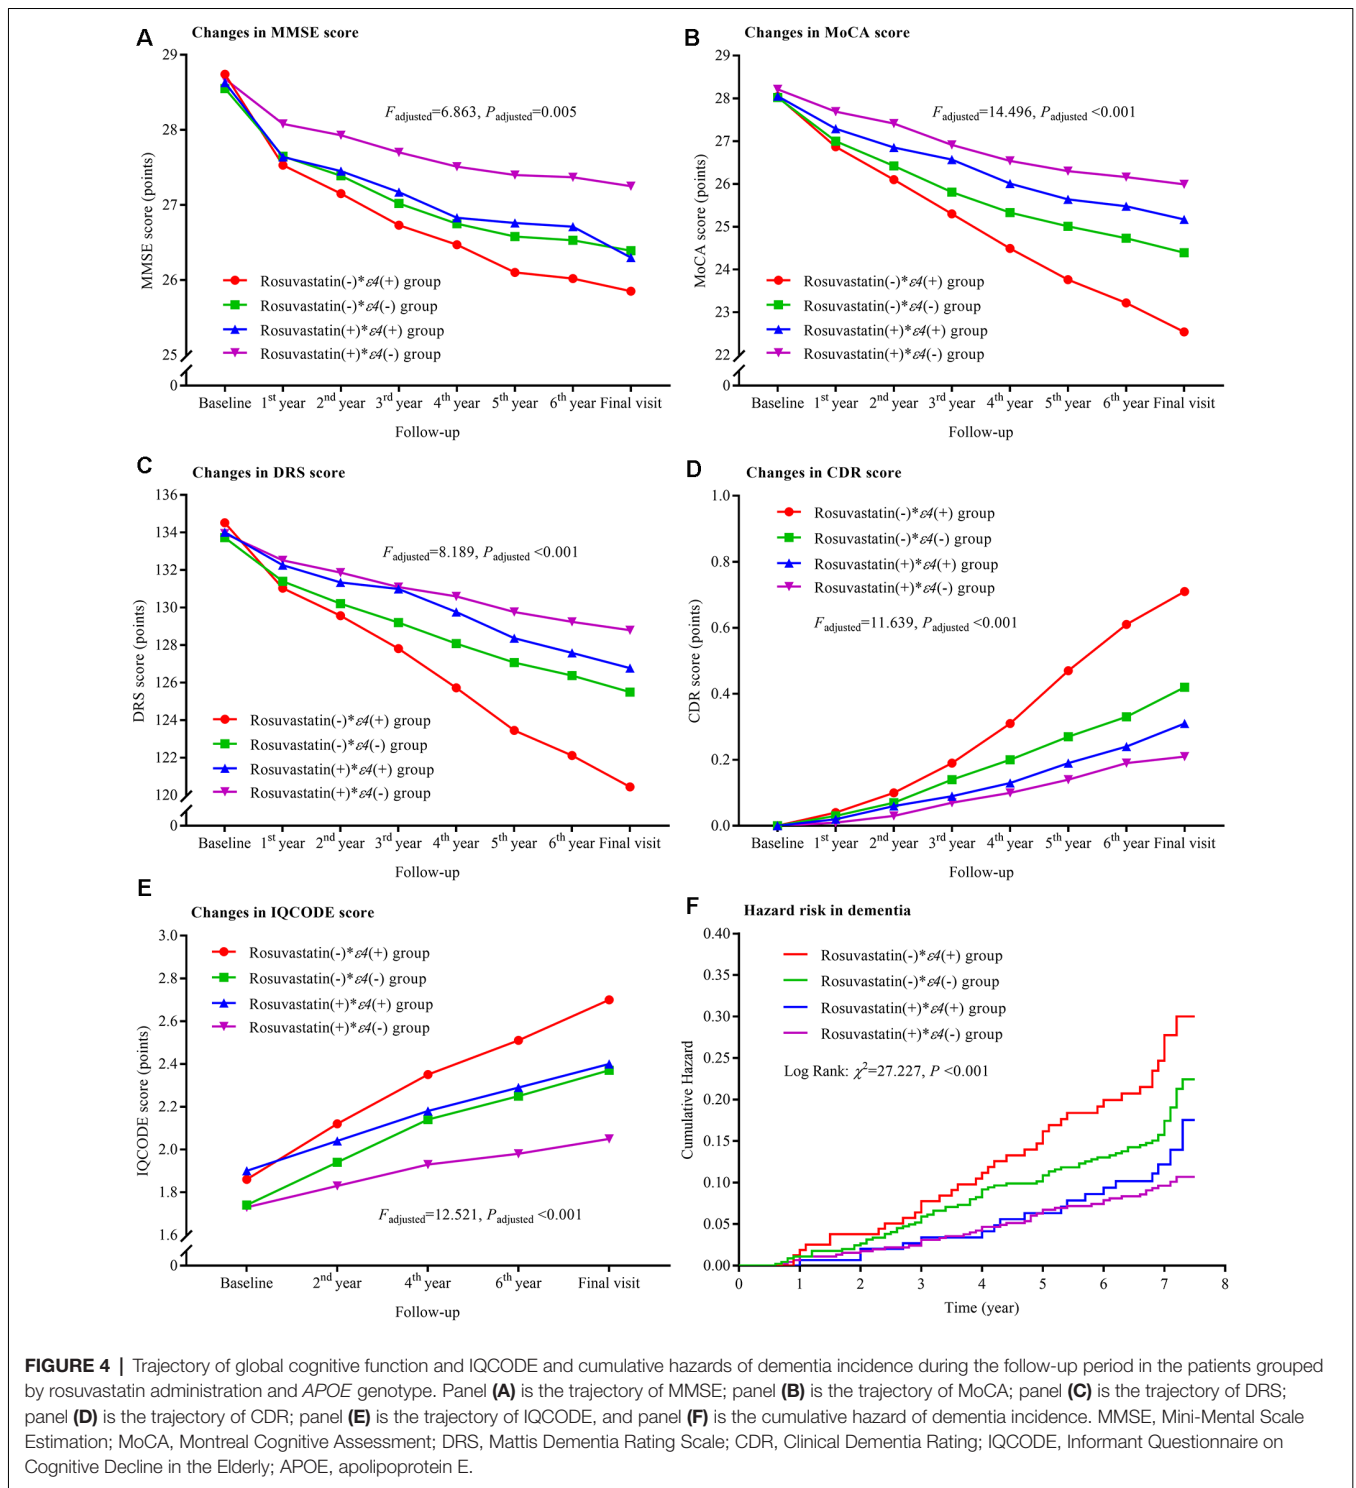 A Changes in MMSE score
29
28
27
26
25
0
MMSE score (points)
F adjusted=6.863, P adjusted=0.005
Rosuvastatin(-)*ε4(+) group
Rosuvastatin(-)*ε4(-) group
Rosuvastatin(+)*ε4(+) group
Rosuvastatin(+)*ε4(-) group
Baseline 1st year 2nd year 3rd year 4th year 5th year 6th year Final visit
Follow-up
B Changes in MoCA score
29
28
27
26
25
24
23
22
0
MoCA score (points)
F adjusted=14.496, P adjusted <0.001
Rosuvastatin(-)*ε4(+) group
Rosuvastatin(-)*ε4(-) group
Rosuvastatin(+)*ε4(+) group
Rosuvastatin(+)*ε4(-) group
Baseline 1st year 2nd year 3rd year 4th year 5th year 6th year Final visit
Follow-up
C Changes in DRS score
136
134
132
130
128
126
124
122
120
0
DRS score (points)
F adjusted=8.189, P adjusted <0.001
Rosuvastatin(-)*ε4(+) group
Rosuvastatin(-)*ε4(-) group
Rosuvastatin(+)*ε4(+) group
Rosuvastatin(+)*ε4(-) group
Baseline 1st year 2nd year 3rd year 4th year 5th year 6th year Final visit
Follow-up
D Changes in CDR score
1.0
0.8
0.6
0.4
0.2
0.0
CDR score (points)
Rosuvastatin(-)*ε4(+) group
Rosuvastatin(-)*ε4(-) group
Rosuvastatin(+)*ε4(+) group
Rosuvastatin(+)*ε4(-) group
F adjusted=11.639, P adjusted <0.001
Baseline 1st year 2nd year 3rd year 4th year 5th year 6th year Final visit
Follow-up
E Changes in IQCODE score
3.0
2.8
2.6
2.4
2.2
2.0
1.8
1.6
0
IQCODE score (points)
Rosuvastatin(-)*ε4(+) group
Rosuvastatin(-)*ε4(-) group
Rosuvastatin(+)*ε4(+) group
Rosuvastatin(+)*ε4(-) group
F adjusted=12.521, P adjusted <0.001
Baseline 2nd year 4th year 6th year Final visit
Follow-up
F Hazard risk in dementia
0.40
0.35
0.30
0.25
0.20
0.15
0.10
0.05
0.00
Cumulative Hazard
Rosuvastatin(-)*ε4(+) group
Rosuvastatin(-)*ε4(-) group
Rosuvastatin(+)*ε4(+) group
Rosuvastatin(+)*ε4(-) group
Log Rank: χ²=27.227, P <0.001
0 1 2 3 4 5 6 7 8
Time (year)
FIGURE 4 | Trajectory of global cognitive function and IQCODE and cumulative hazards of dementia incidence during the follow-up period in the patients grouped
by rosuvastatin administration and APOE genotype. Panel (A) is the trajectory of MMSE; panel (B) is the trajectory of MoCA; panel (C) is the trajectory of DRS;
panel (D) is the trajectory of CDR; panel (E) is the trajectory of IQCODE, and panel (F) is the cumulative hazard of dementia incidence. MMSE, Mini-Mental Scale
Estimation; MoCA, Montreal Cognitive Assessment; DRS, Mattis Dementia Rating Scale; CDR, Clinical Dementia Rating; IQCODE, Informant Questionnaire on
Cognitive Decline in the Elderly; APOE, apolipoprotein E.